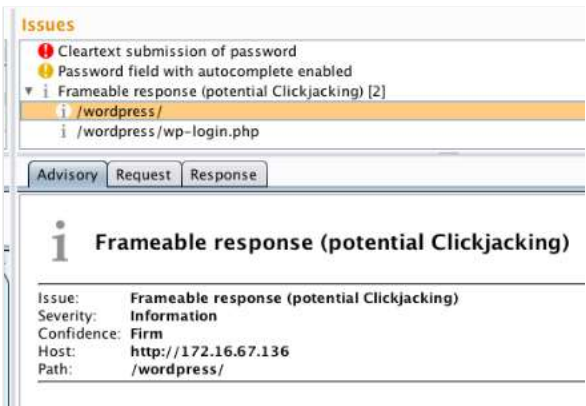 Issues
Cleartext submission of password
Password field with autocomplete enabled
Frameable response (potential Clickjacking) [2]
/wordpress/
/wordpress/wp-login.php
Advisory Request Response
Frameable response (potential Clickjacking)
Issue: Frameable response (potential Clickjacking)
Severity: Information
Confidence: Firm
Host: http://172.16.67.136
Path: /wordpress/